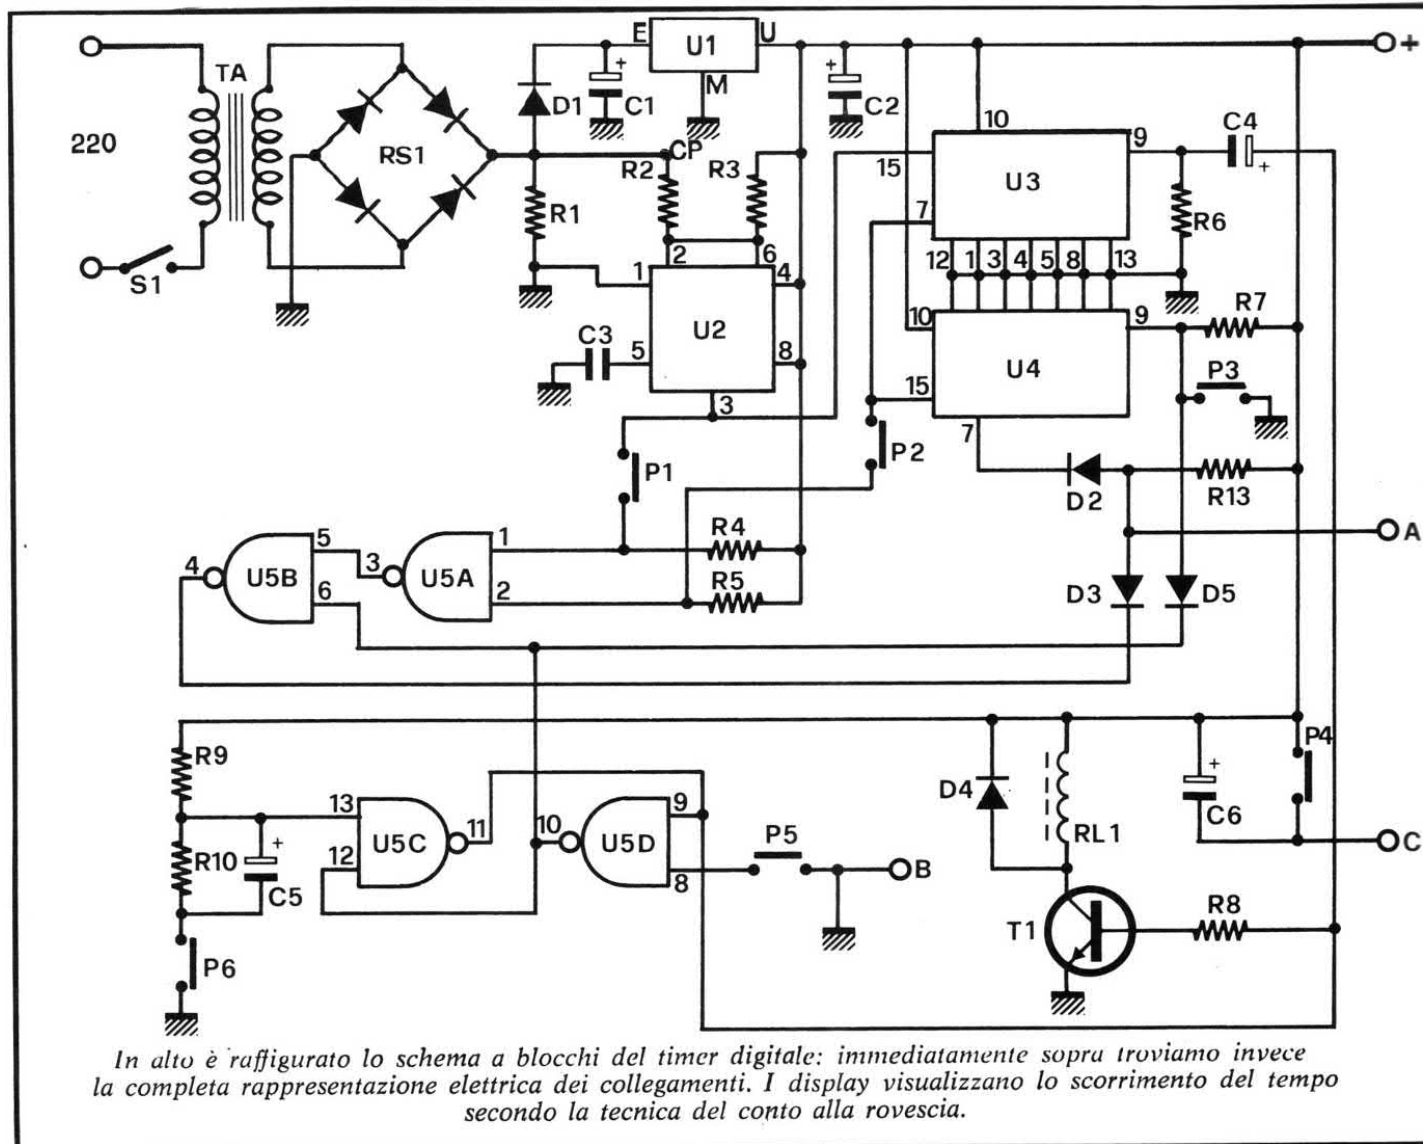 E U1 U +
TA M
D1 C1 C2 10 9 C4 +
220 RS1 R2 CP R3 15 U3
R1 7 R6
2 6 12 1 3 4 5 8 13
S1 1 4
U2 10 9 R7
C3 5 8 U4 P3
3 15
P1 7 P2
D2 R13
R4 A
4 5 3 1
U5B U5A R5
6 2 D3 D5
R9 P4
13 D4 +
U5C 11 10 U5D 9 P5 RL1 C6 C
R10 + 12
C5 8 B
T1 R8
P6
In alto è raffigurato lo schema a blocchi del timer digitale: immediatamente sopra troviamo invece
la completa rappresentazione elettrica dei collegamenti. I display visualizzano lo scorrimento del tempo
secondo la tecnica del conto alla rovescia.